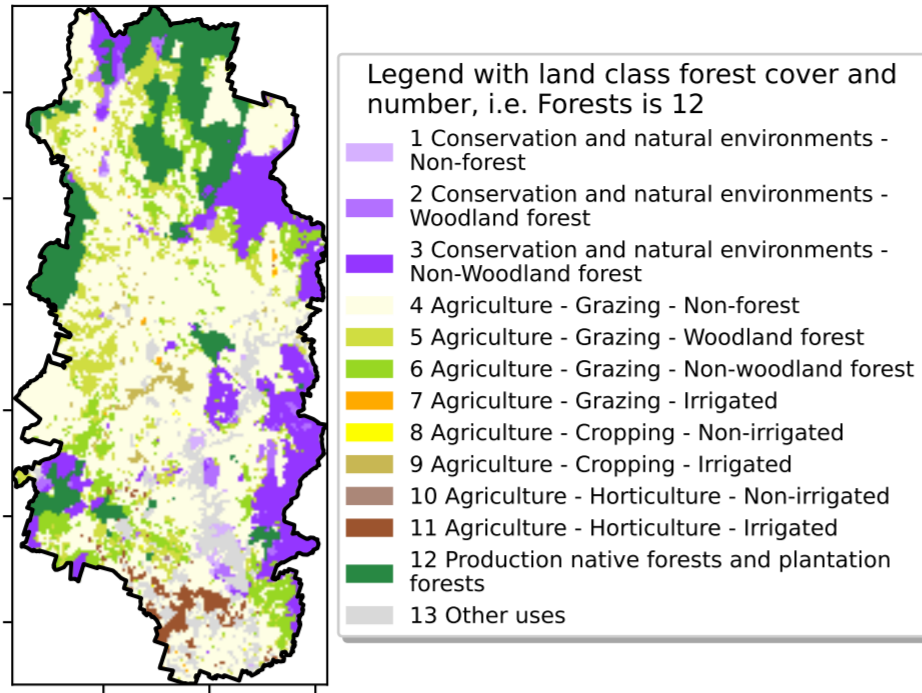 Legend with land class forest cover and
number, i.e. Forests is 12
1 Conservation and natural environments -
Non-forest
2 Conservation and natural environments -
Woodland forest
3 Conservation and natural environments -
Non-Woodland forest
4 Agriculture - Grazing - Non-forest
5 Agriculture - Grazing - Woodland forest
6 Agriculture - Grazing - Non-woodland forest
7 Agriculture - Grazing - Irrigated
8 Agriculture - Cropping - Non-irrigated
9 Agriculture - Cropping - Irrigated
10 Agriculture - Horticulture - Non-irrigated
11 Agriculture - Horticulture - Irrigated
12 Production native forests and plantation
forests
13 Other uses